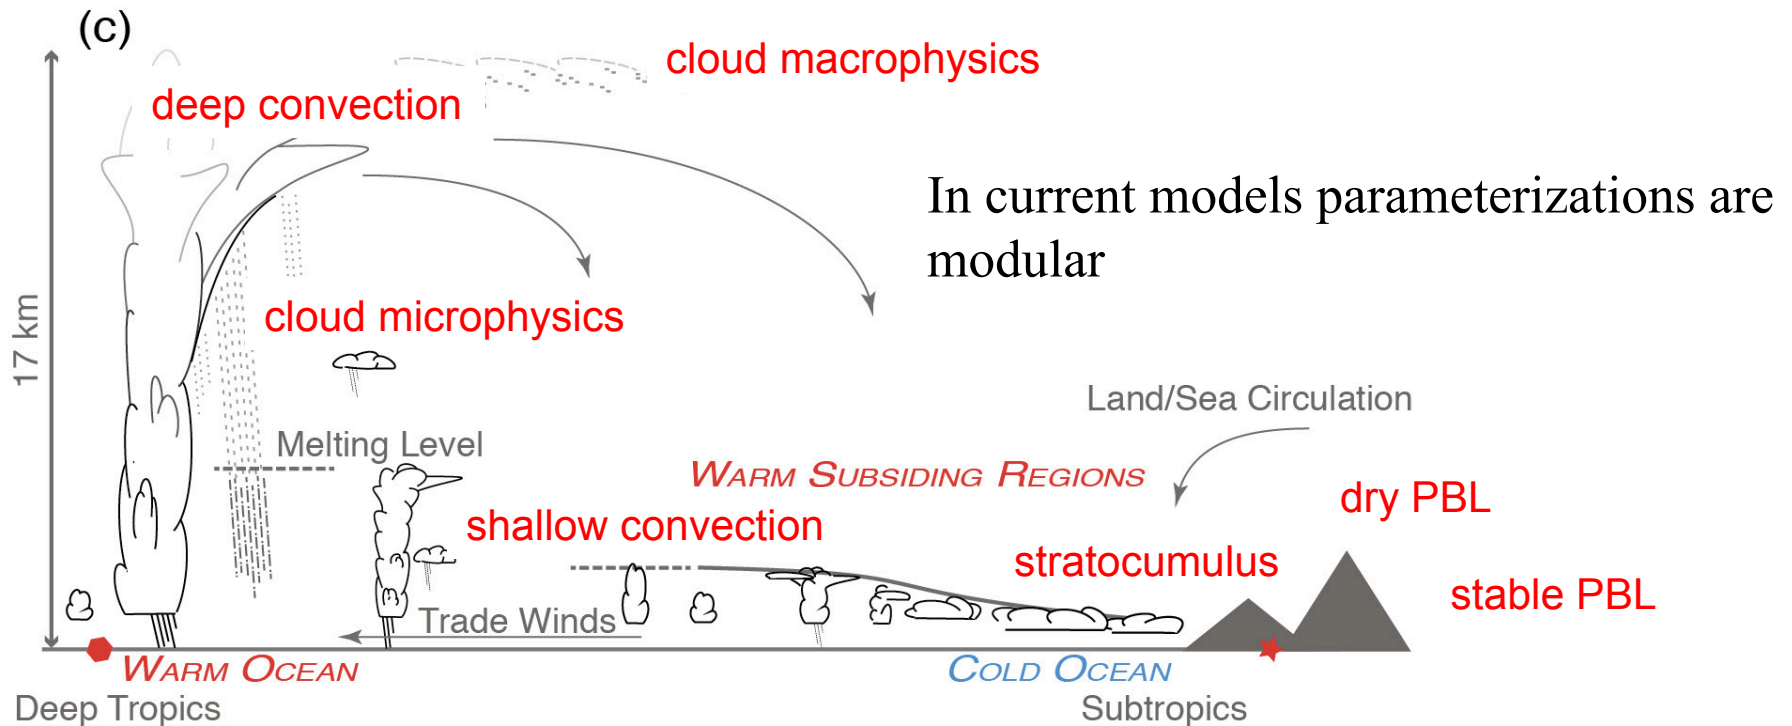 (c)
cloud macrophysics
deep convection
In current models parameterizations are
modular
17 km
cloud microphysics
Land/Sea Circulation
Melting Level
WARM SUBSIDING REGIONS
dry PBL
shallow convection
stratocumulus
stable PBL
Trade Winds
WARM OCEAN
COLD OCEAN
Deep Tropics
Subtropics